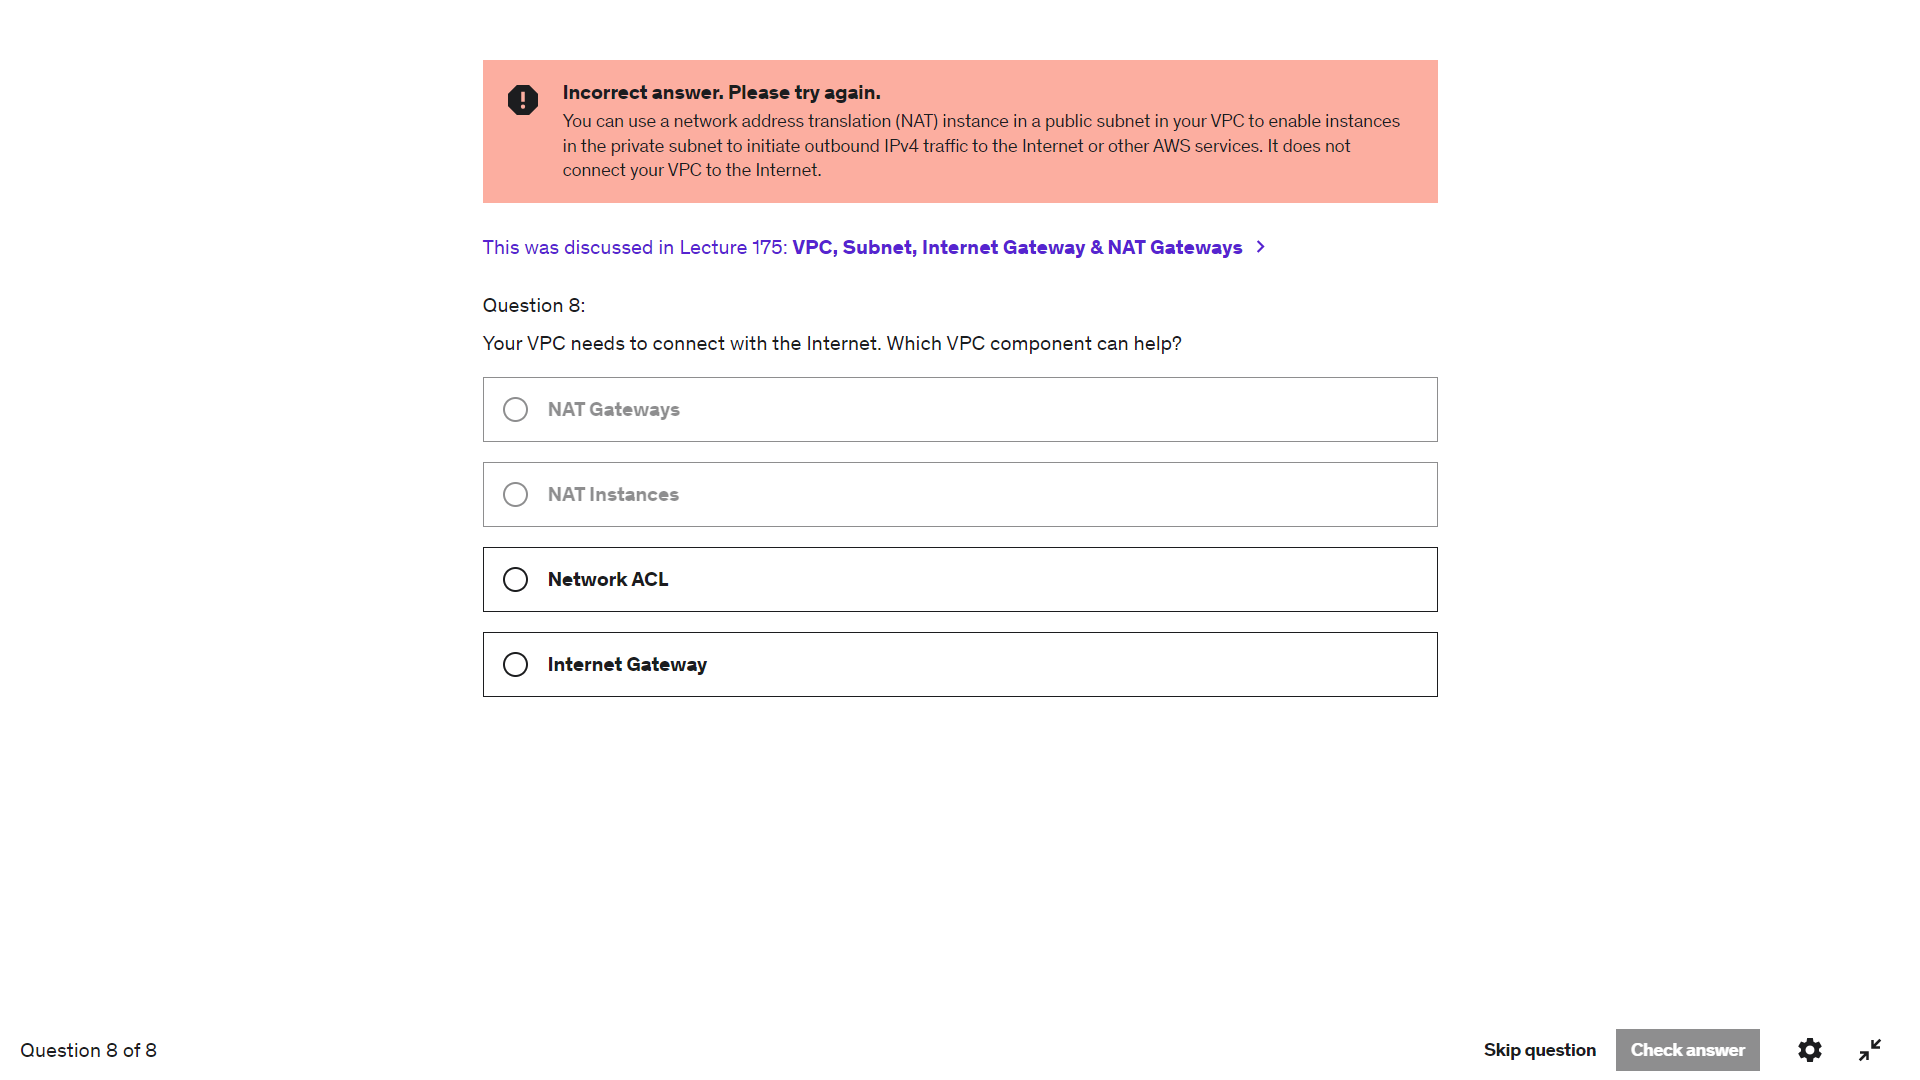 Incorrect answer. Please try again.
You can use a network address translation (NAT) instance in a public subnet in your VPC to enable instances
in the private subnet to initiate outbound IPv4 traffic to the Internet or other AWS services. It does not
connect your VPC to the Internet.
This was discussed in Lecture 175: VPC, Subnet, Internet Gateway & NAT Gateways
Question 8:
Your VPC needs to connect with the Internet. Which VPC component can help?
NAT Gateways
NAT Instances
Network ACL
Internet Gateway
Question 8 of 8
Skip question
Check answer